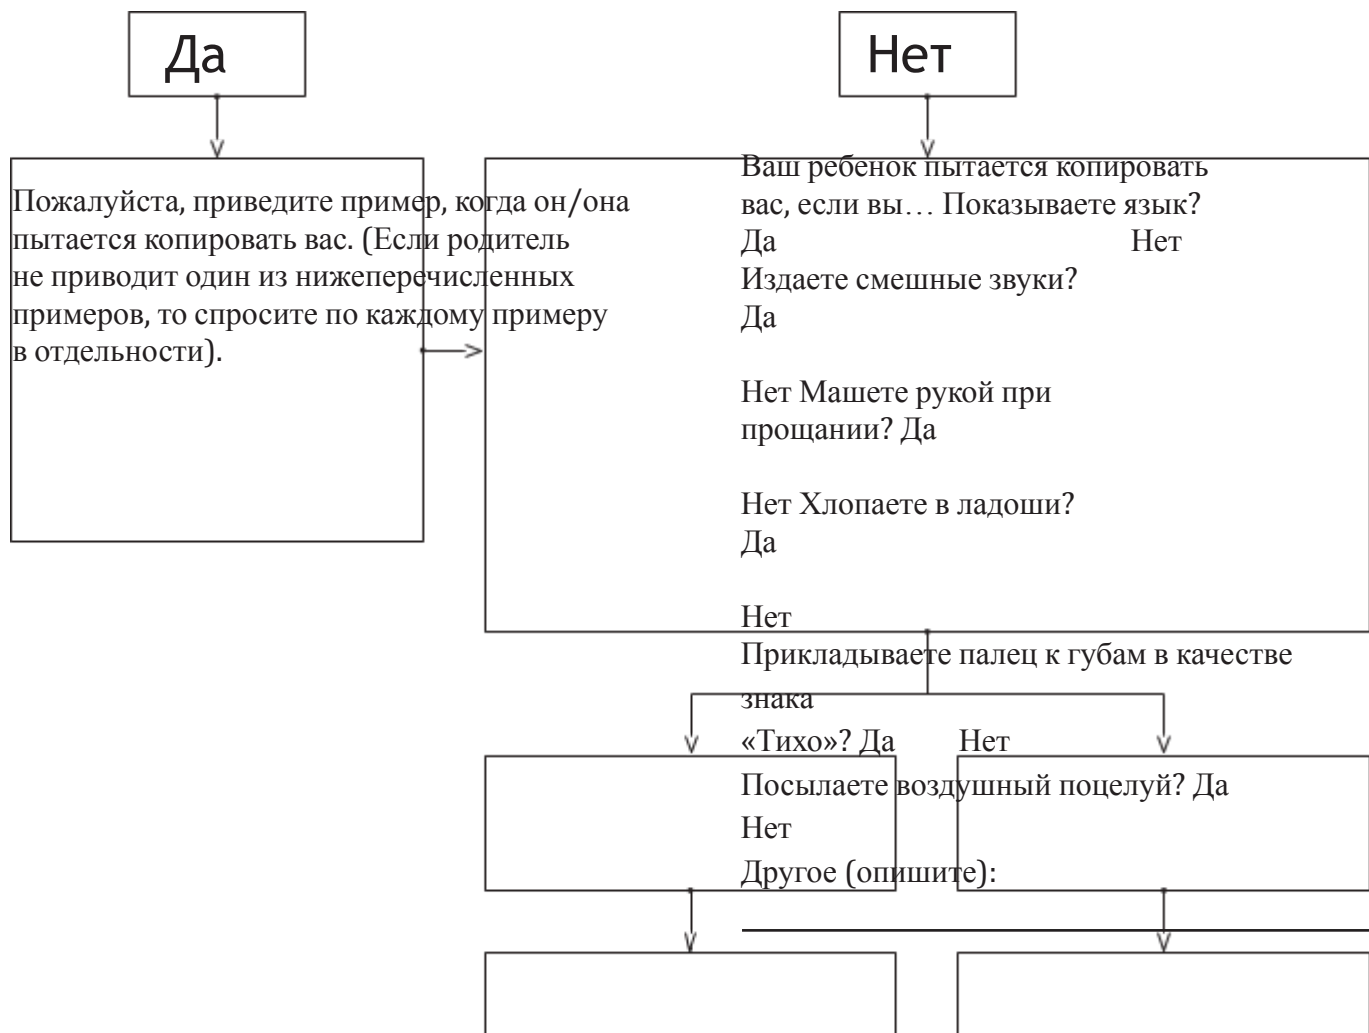 Да
Нет
Пожалуйста, приведите пример, когда он/она
пытается копировать вас. (Если родитель
не приводит один из нижеперечисленных
примеров, то спросите по каждому примеру
в отдельности).
Ваш ребенок пытается копировать
вас, если вы… Показываете язык?
Да Нет
Издаете смешные звуки?
Да
Нет Машете рукой при
прощании? Да
Нет Хлопаете в ладоши?
Да
Нет
Прикладываете палец к губам в качестве
знака
«Тихо»? Да Нет
Посылаете воздушный поцелуй? Да
Нет
Другое (опишите):